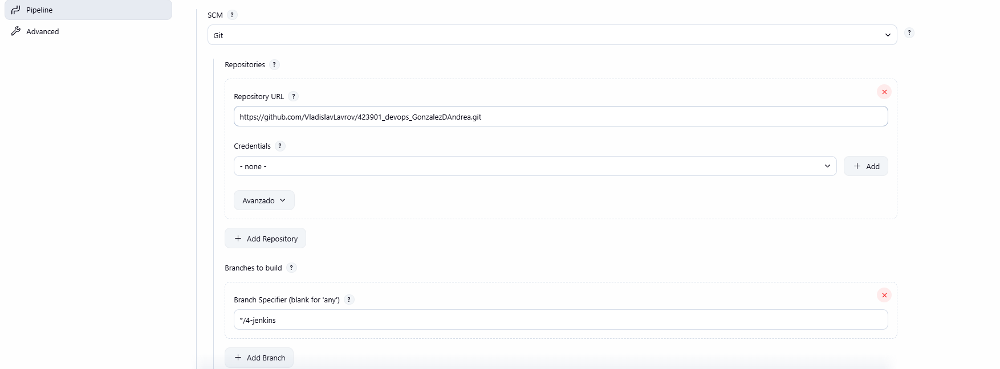 Pipeline
Advanced
SCM ?
Git
?
Repositories ?
Repository URL ?
https://github.com/VladislavLavrov/423901_devops_GonzalezDAndrea.git
Credentials ?
- none -
+ Add
Avanzado
+ Add Repository
Branches to build ?
Branch Specifier (blank for 'any') ?
*/4-jenkins
+ Add Branch